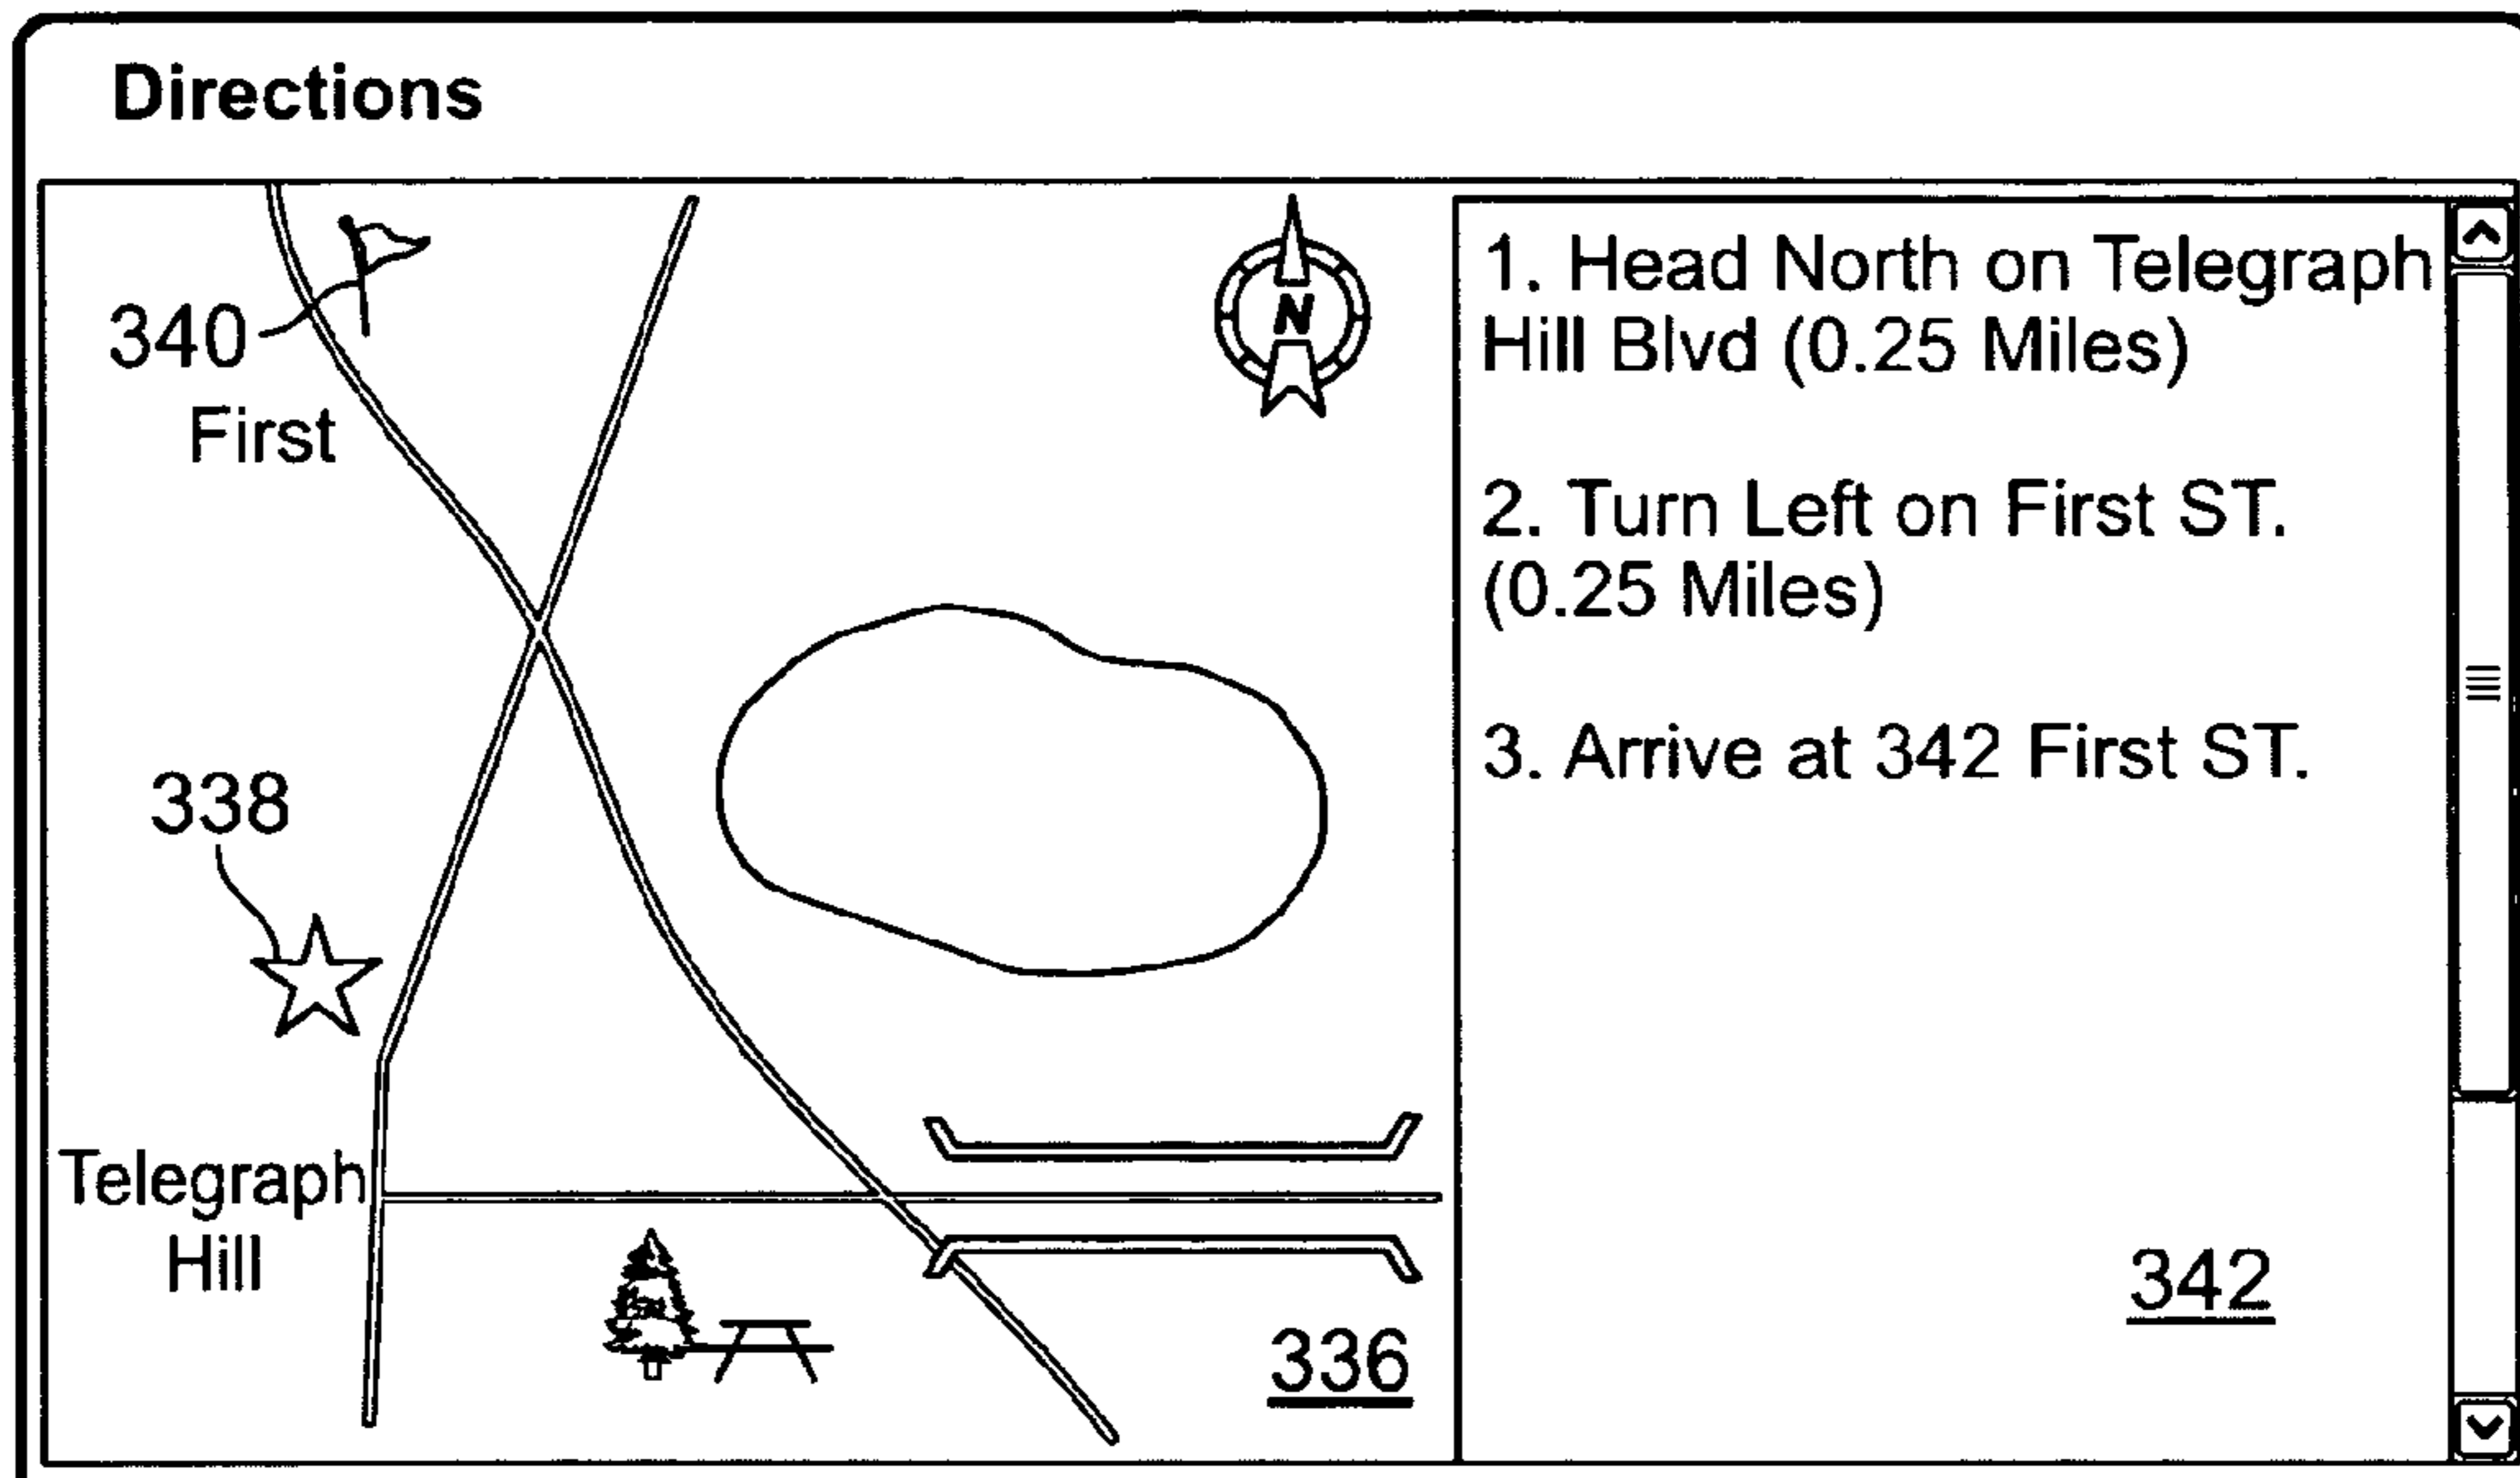 Directions
340
First
N
338
Telegraph
Hill
336
1. Head North on Telegraph
Hill Blvd (0.25 Miles)
2. Turn Left on First ST.
(0.25 Miles)
3. Arrive at 342 First ST.
342